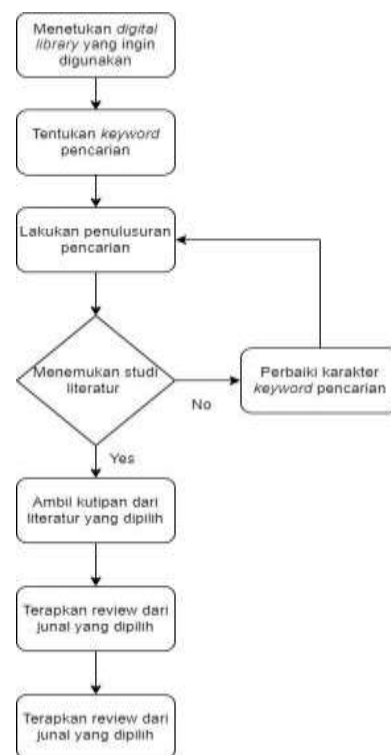 Menetukan digital
library yang ingin
digunakan
Tentukan keyword
pencarian
Lakukan penulusuran
pencarian
Menemukan studi
literatur
No
Perbaiki karakter
keyword pencarian
Yes
Ambil kutipan dari
literatur yang dipilih
Terapkan review dari
junal yang dipilih
Terapkan review dari
junal yang dipilih